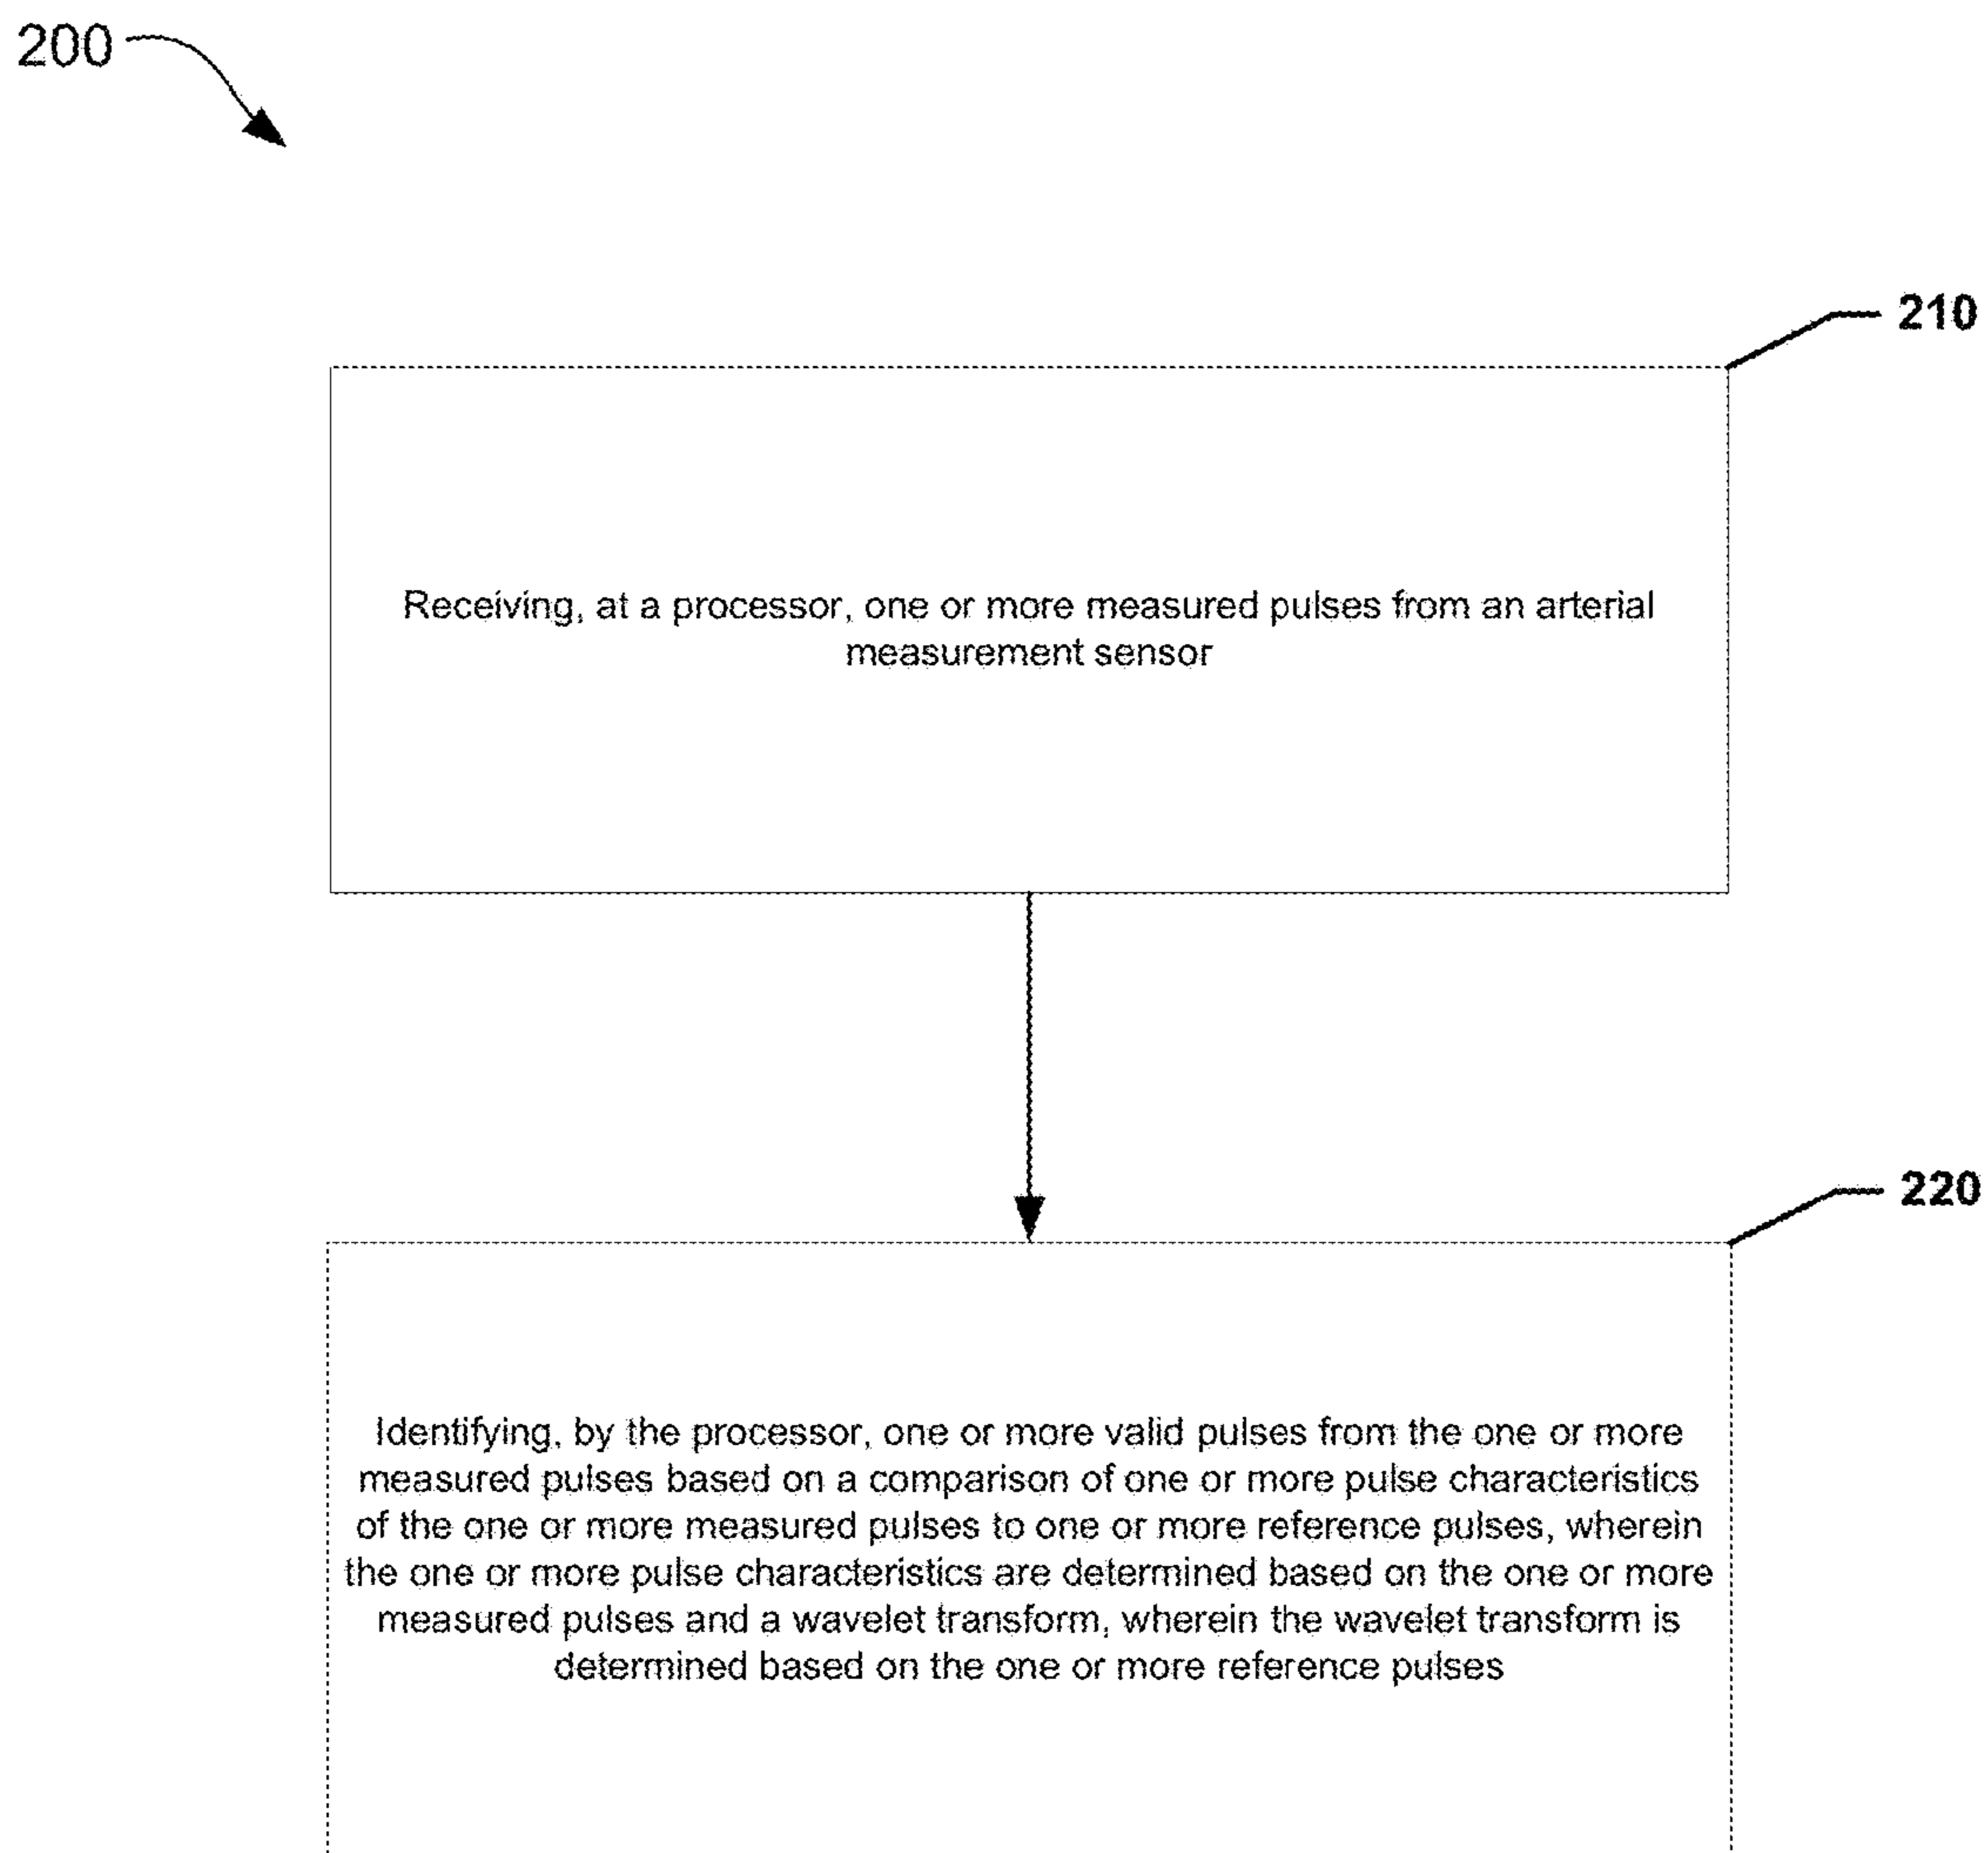 200
210
Receiving, at a processor, one or more measured pulses from an arterial
measurement sensor
220
Identifying, by the processor, one or more valid pulses from the one or more
measured pulses based on a comparison of one or more pulse characteristics
of the one or more measured pulses to one or more reference pulses, wherein
the one or more pulse characteristics are determined based on the one or more
measured pulses and a wavelet transform, wherein the wavelet transform is
determined based on the one or more reference pulses